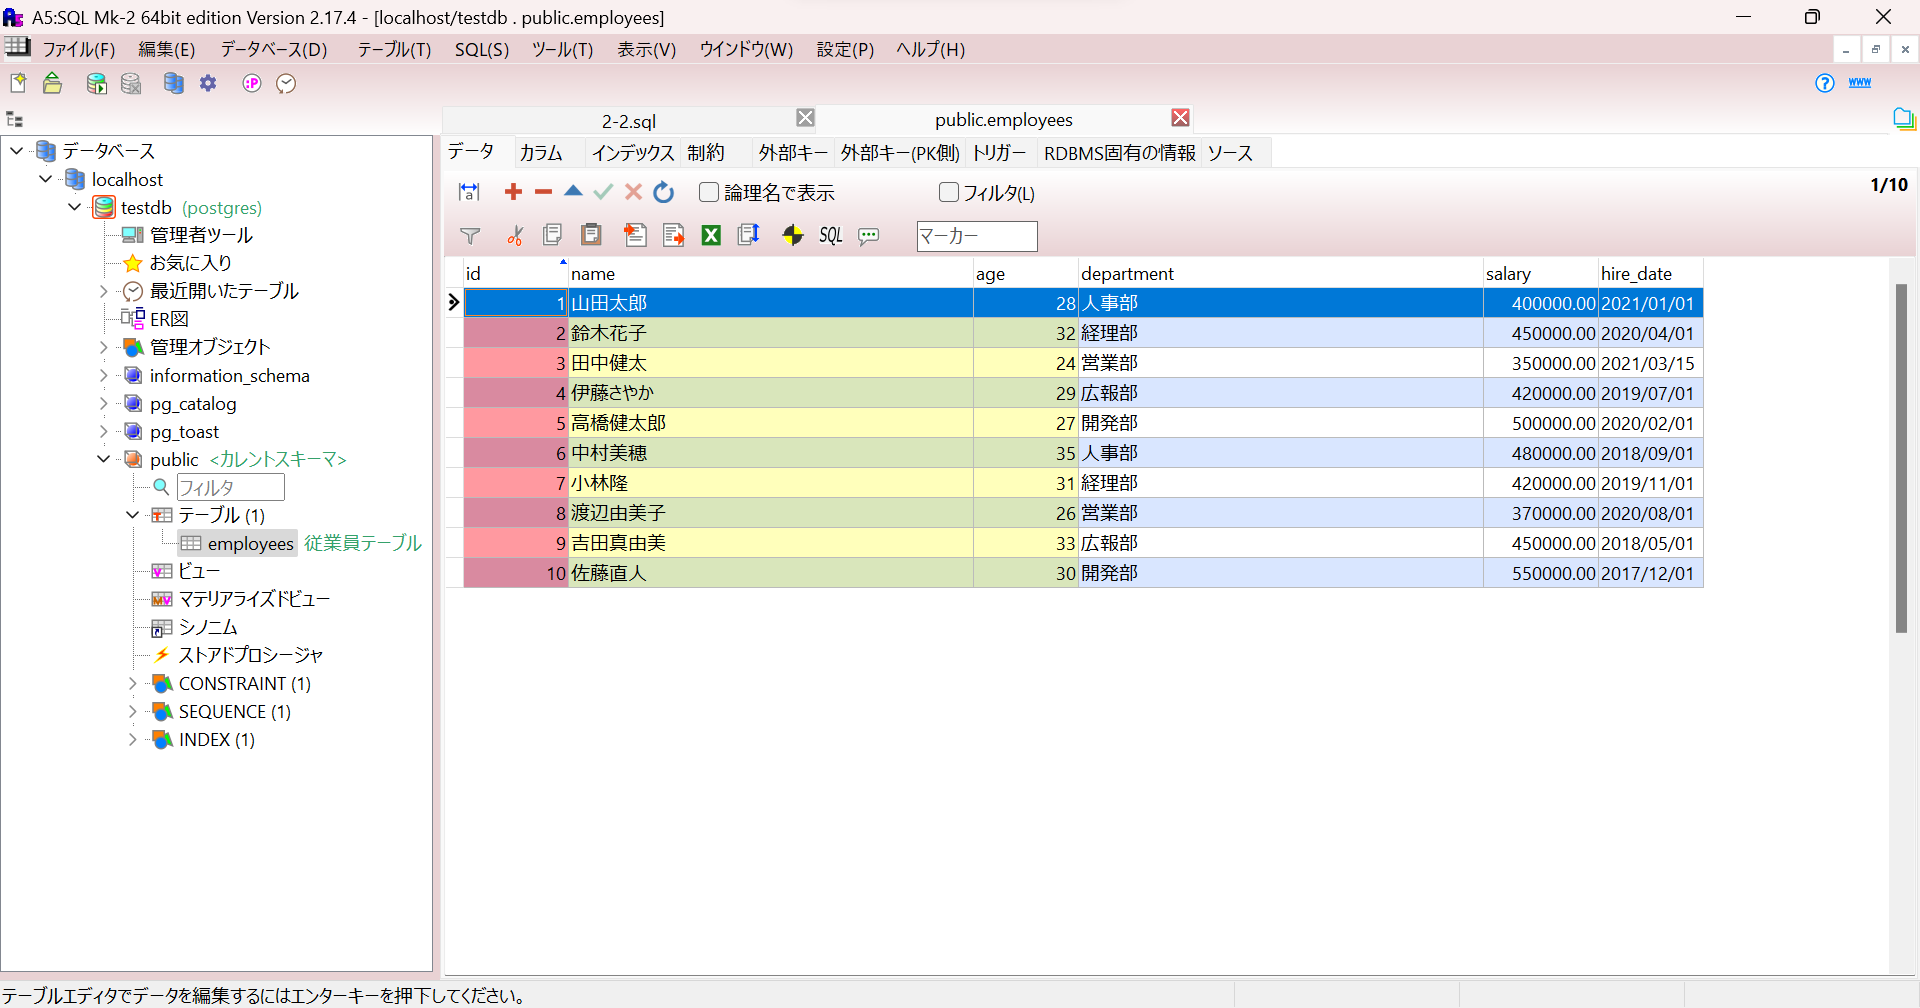 A5:SQL Mk-2 64bit edition Version 2.17.4 - [localhost/testdb . public.employees]
ファイル(F) 編集(E) データベース(D) テーブル(T) SQL(S) ツール(T) 表示(V) ウインドウ(W) 設定(P) ヘルプ(H)
:P www
2-2.sql public.employees
データ カラム インデックス 制約 外部キー 外部キー(PK側) トリガー RDBMS固有の情報 ソース
論理名で表示 フィルタ(L) 1/10
SQL マーカー
データベース
localhost
testdb (postgres)
管理者ツール
お気に入り
最近開いたテーブル
ER図
管理オブジェクト
information_schema
pg_catalog
pg_toast
public <カレントスキーマ>
フィルタ
テーブル (1)
employees 従業員テーブル
ビュー
マテリアライズドビュー
シノニム
ストアドプロシージャ
CONSTRAINT (1)
SEQUENCE (1)
INDEX (1)
id name age department salary hire_date
1 山田太郎 28 人事部 400000.00 2021/01/01
2 鈴木花子 32 経理部 450000.00 2020/04/01
3 田中健太 24 営業部 350000.00 2021/03/15
4 伊藤さやか 29 広報部 420000.00 2019/07/01
5 高橋健太郎 27 開発部 500000.00 2020/02/01
6 中村美穂 35 人事部 480000.00 2018/09/01
7 小林隆 31 経理部 420000.00 2019/11/01
8 渡辺由美子 26 営業部 370000.00 2020/08/01
9 吉田真由美 33 広報部 450000.00 2018/05/01
10 佐藤直人 30 開発部 550000.00 2017/12/01
テーブルエディタでデータを編集するにはエンターキーを押下してください。